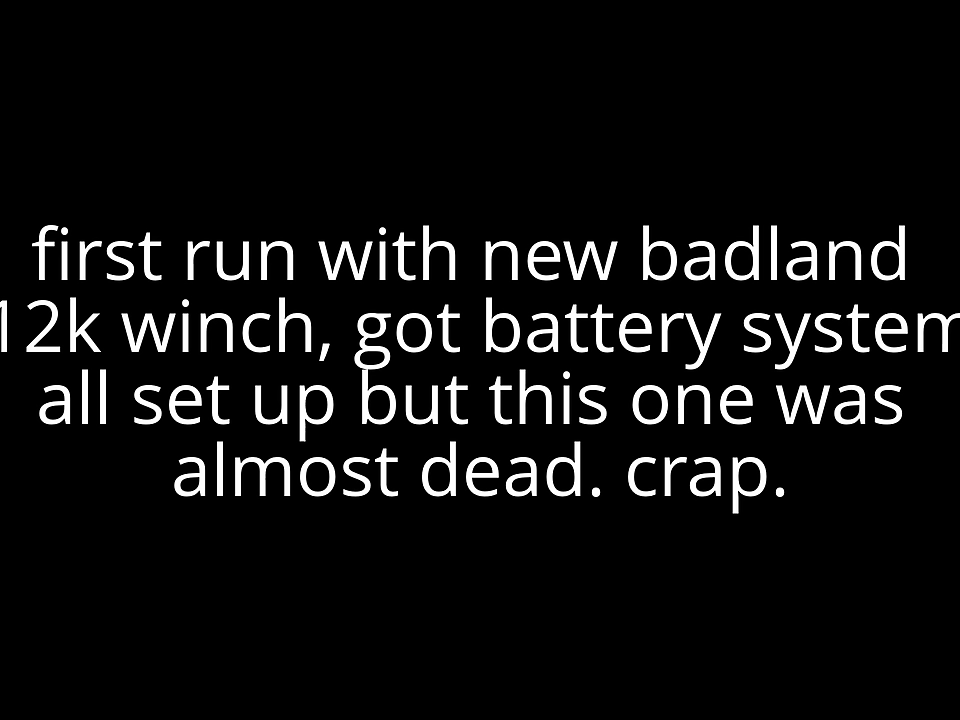 first run with new badland
12k winch, got battery system
all set up but this one was
almost dead. crap.